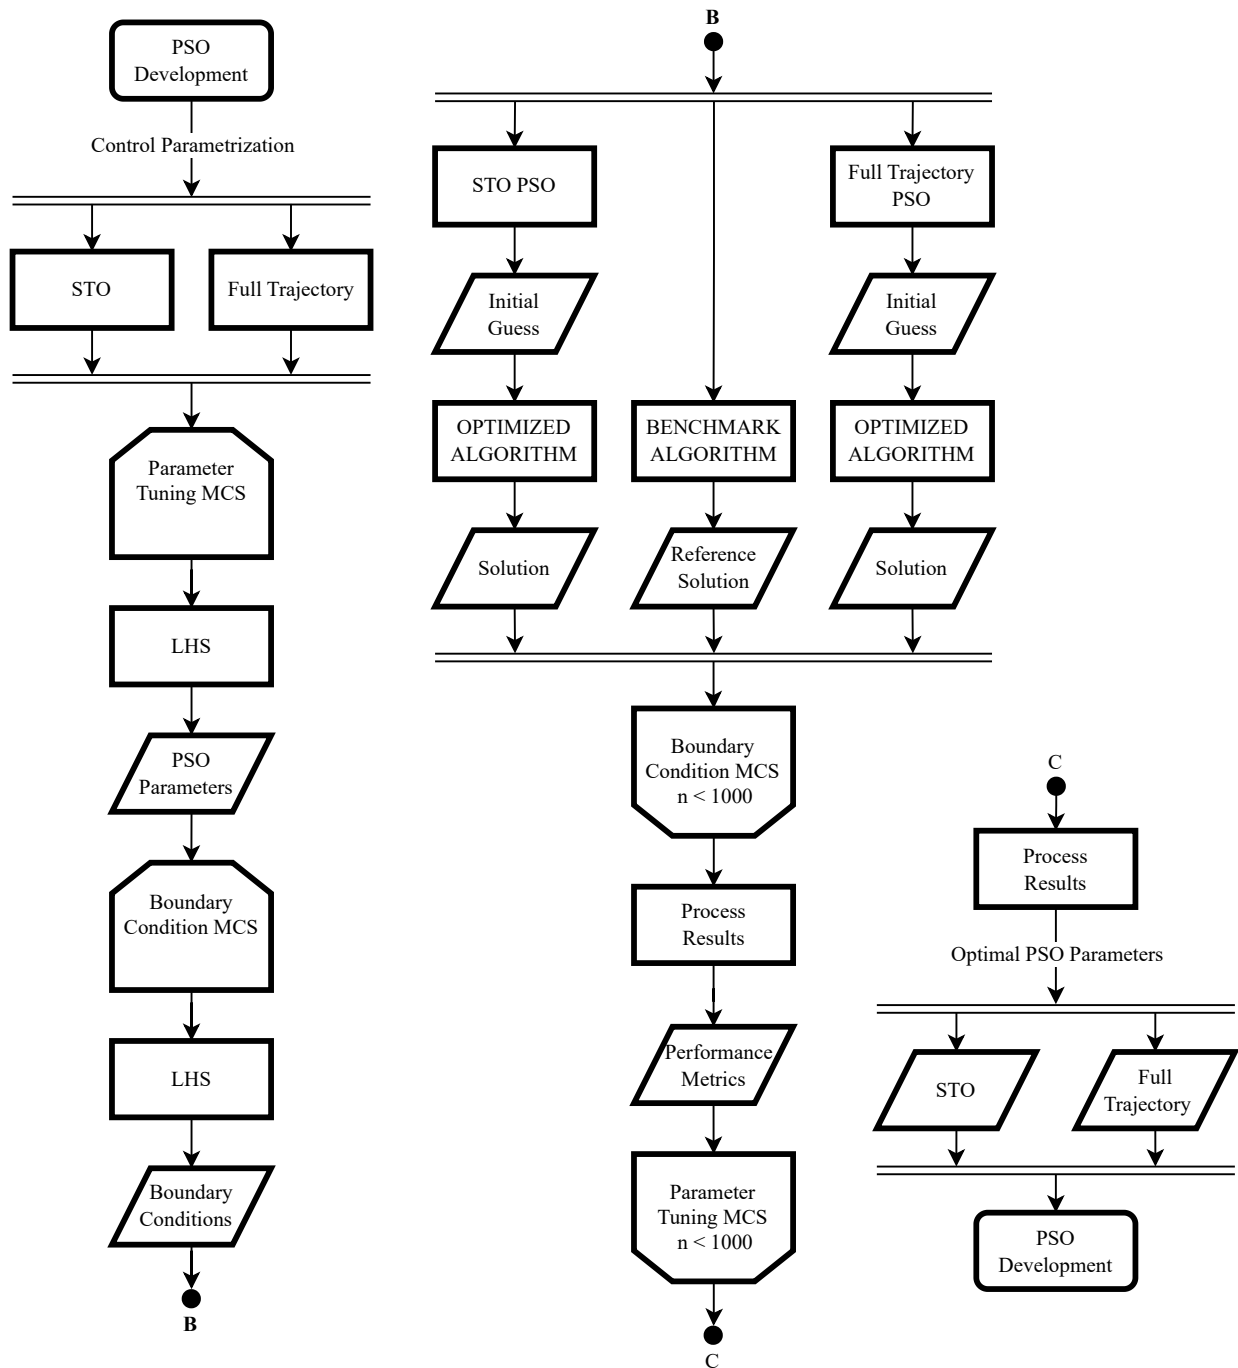 PSO
Development
Control Parametrization
STO
Full Trajectory
Parameter
Tuning MCS
LHS
PSO
Parameters
Boundary
Condition MCS
LHS
Boundary
Conditions
B
B
STO PSO
Full Trajectory
PSO
Initial
Guess
Initial
Guess
OPTIMIZED
ALGORITHM
BENCHMARK
ALGORITHM
OPTIMIZED
ALGORITHM
Solution
Reference
Solution
Solution
Boundary
Condition MCS
n < 1000
Process
Results
Performance
Metrics
Parameter
Tuning MCS
n < 1000
C
C
Process
Results
Optimal PSO Parameters
STO
Full
Trajectory
PSO
Development